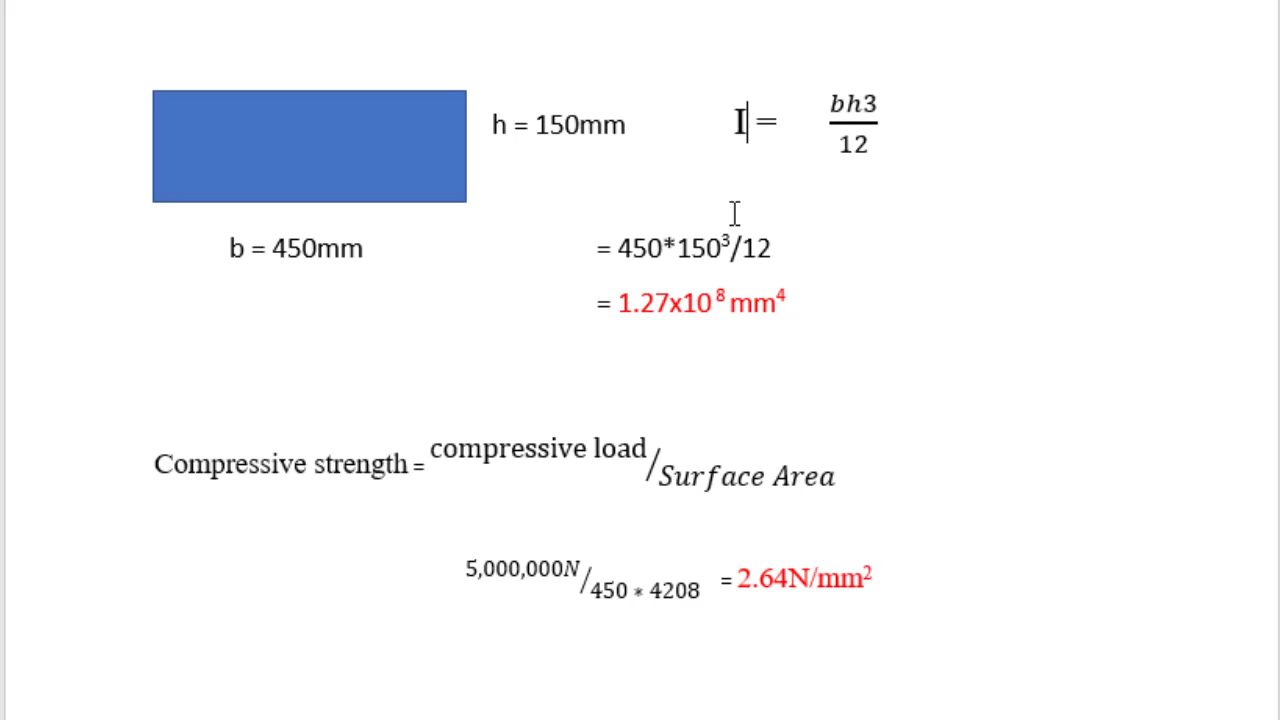 h = 150mm
I = bh3/12
b = 450mm
= 450*150³/12
= 1.27x10⁸ mm⁴
Compressive strength = compressive load/Surface Area
5,000,000N/450 * 4208 = 2.64N/mm²